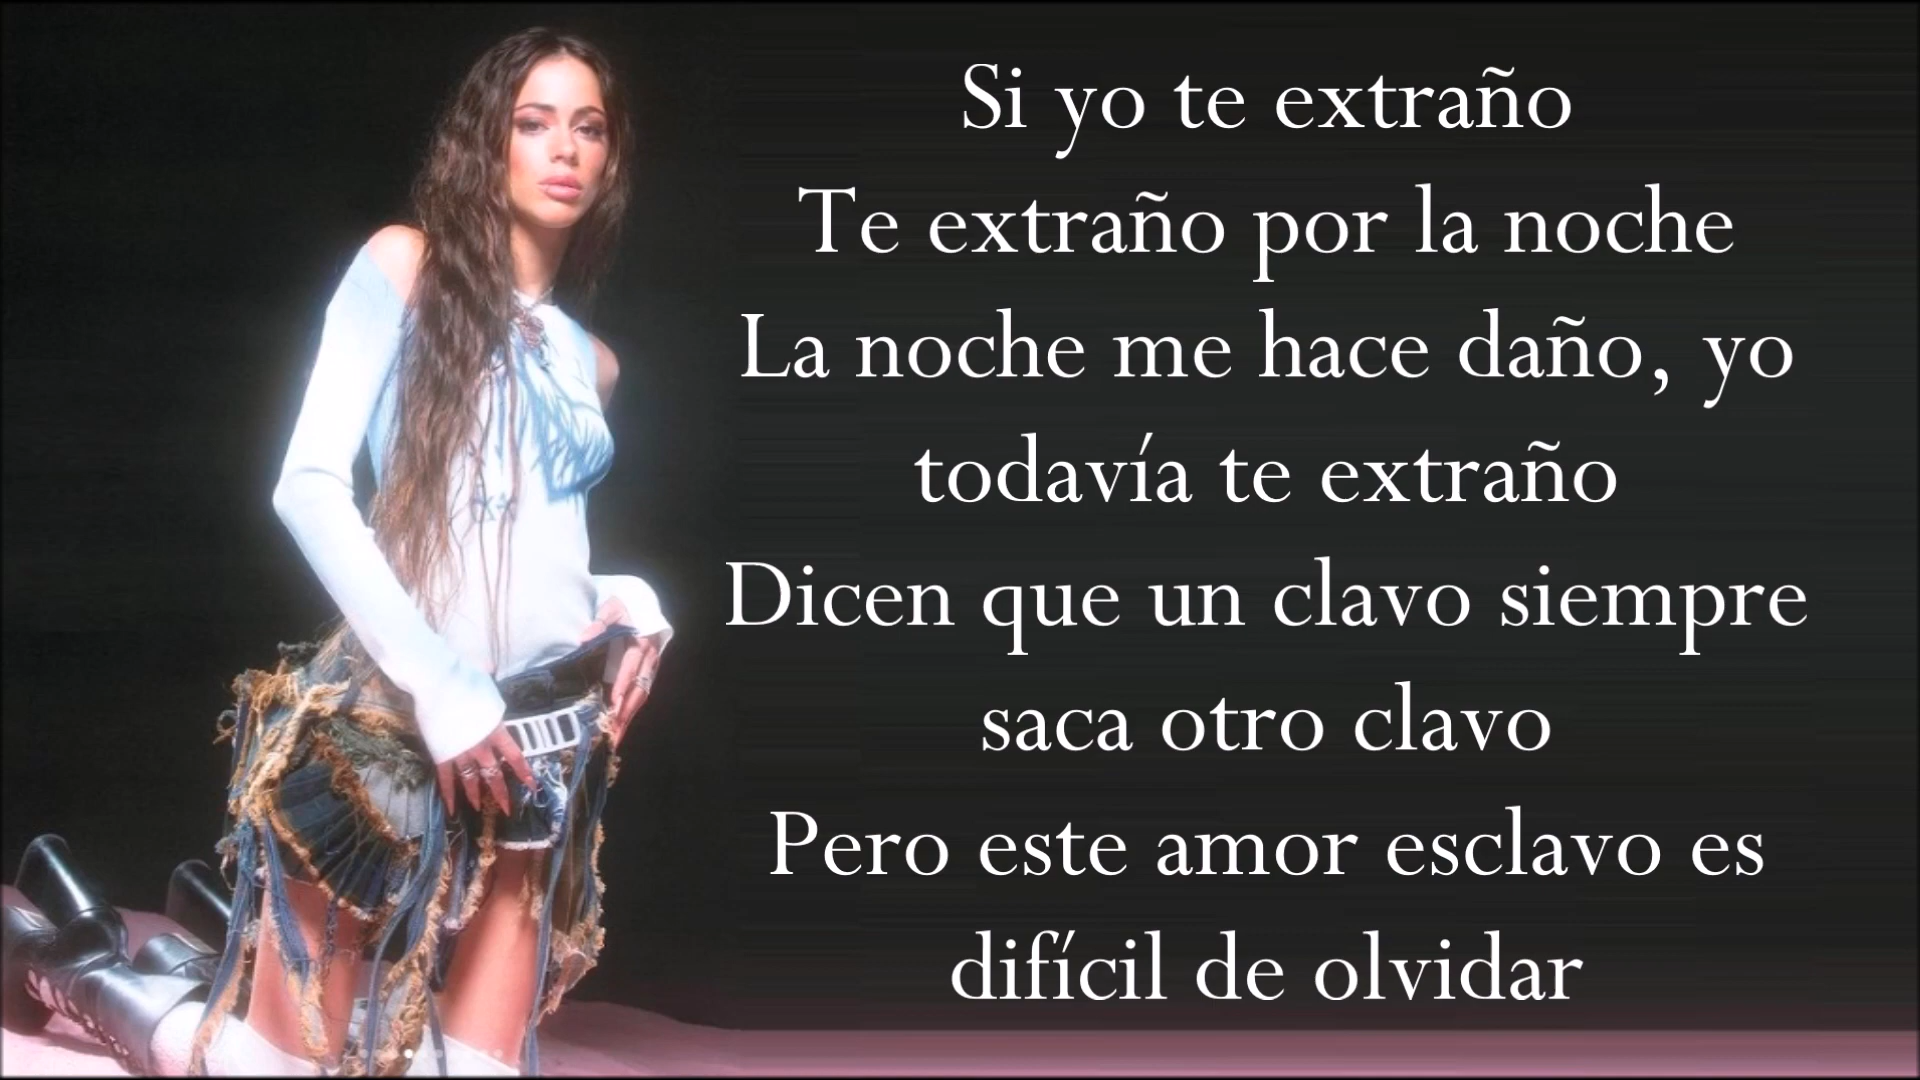 Si yo te extraño
Te extraño por la noche
La noche me hace daño, yo
todavía te extraño
Dicen que un clavo siempre
saca otro clavo
Pero este amor esclavo es
difícil de olvidar